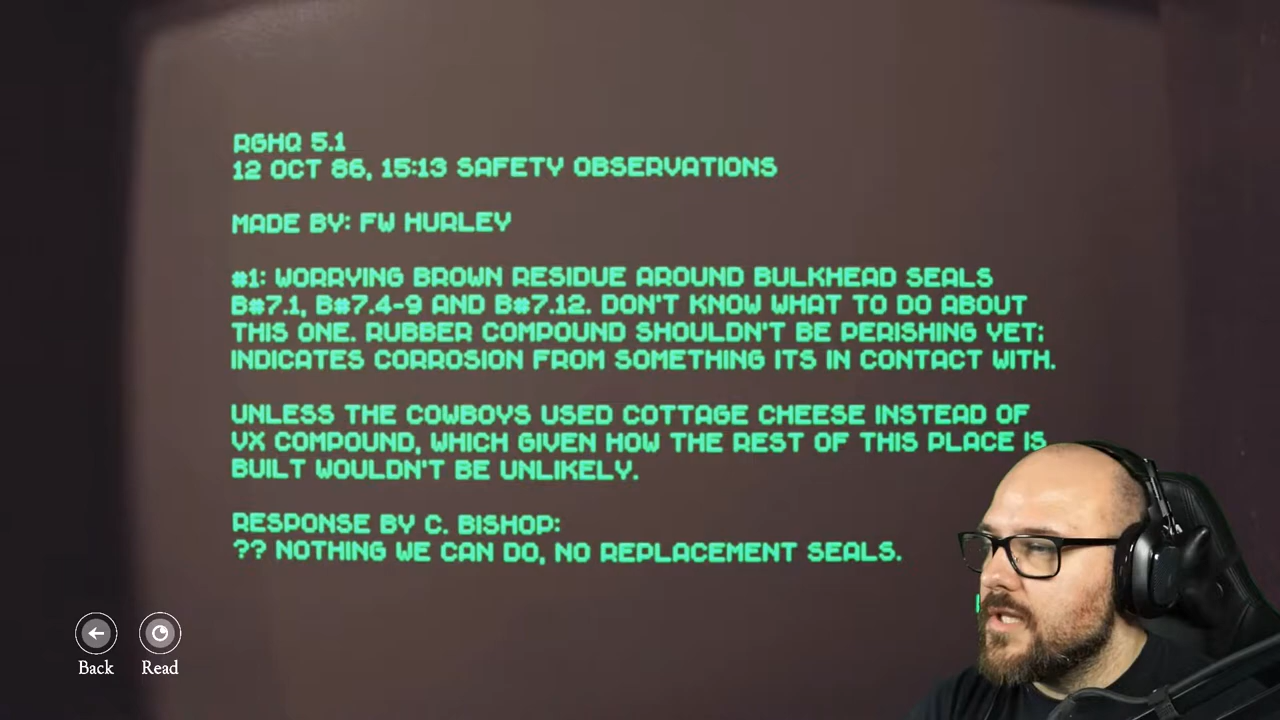 RGHQ 5.1
12 OCT 86, 15:13 SAFETY OBSERVATIONS
MADE BY: FW HURLEY
#1: WORRYING BROWN RESIDUE AROUND BULKHEAD SEALS
B#7.1, B#7.4-9 AND B#7.12. DON'T KNOW WHAT TO DO ABOUT
THIS ONE. RUBBER COMPOUND SHOULDN'T BE PERISHING YET;
INDICATES CORROSION FROM SOMETHING ITS IN CONTACT WITH.
UNLESS THE COWBOYS USED COTTAGE CHEESE INSTEAD OF
VX COMPOUND, WHICH GIVEN HOW THE REST OF THIS PLACE IS
BUILT WOULDN'T BE UNLIKELY.
RESPONSE BY C. BISHOP:
?? NOTHING WE CAN DO, NO REPLACEMENT SEALS.
Back
Read